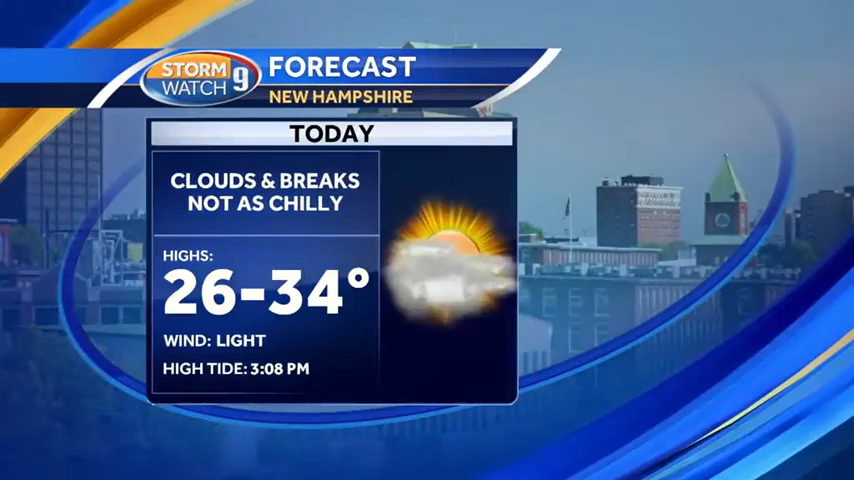 STORM
WATCH 9
FORECAST
NEW HAMPSHIRE
TODAY
CLOUDS & BREAKS
NOT AS CHILLY
HIGHS:
26-34°
WIND: LIGHT
HIGH TIDE: 3:08 PM